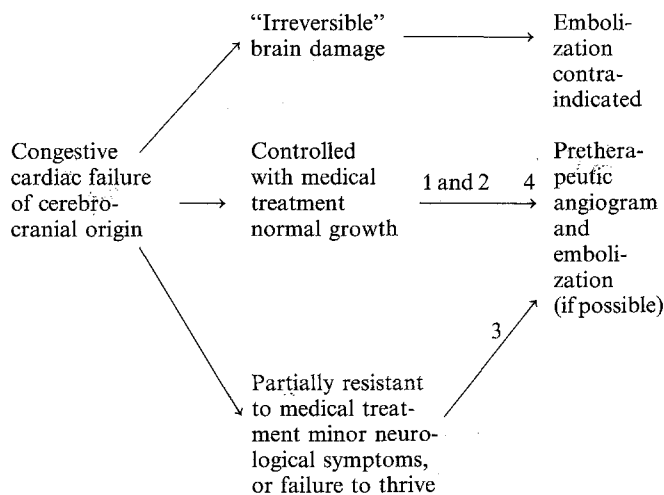 “Irreversible”
brain damage
Emboli-
zation
contra-
indicated
Congestive
cardiac failure
of cerebro-
cranial origin
Controlled
with medical
treatment
normal growth
1 and 2
4
Prethera-
peutic
angiogram
and
emboli-
zation
(if possible)
3
Partially resistant
to medical treat-
ment minor neuro-
logical symptoms,
or failure to thrive